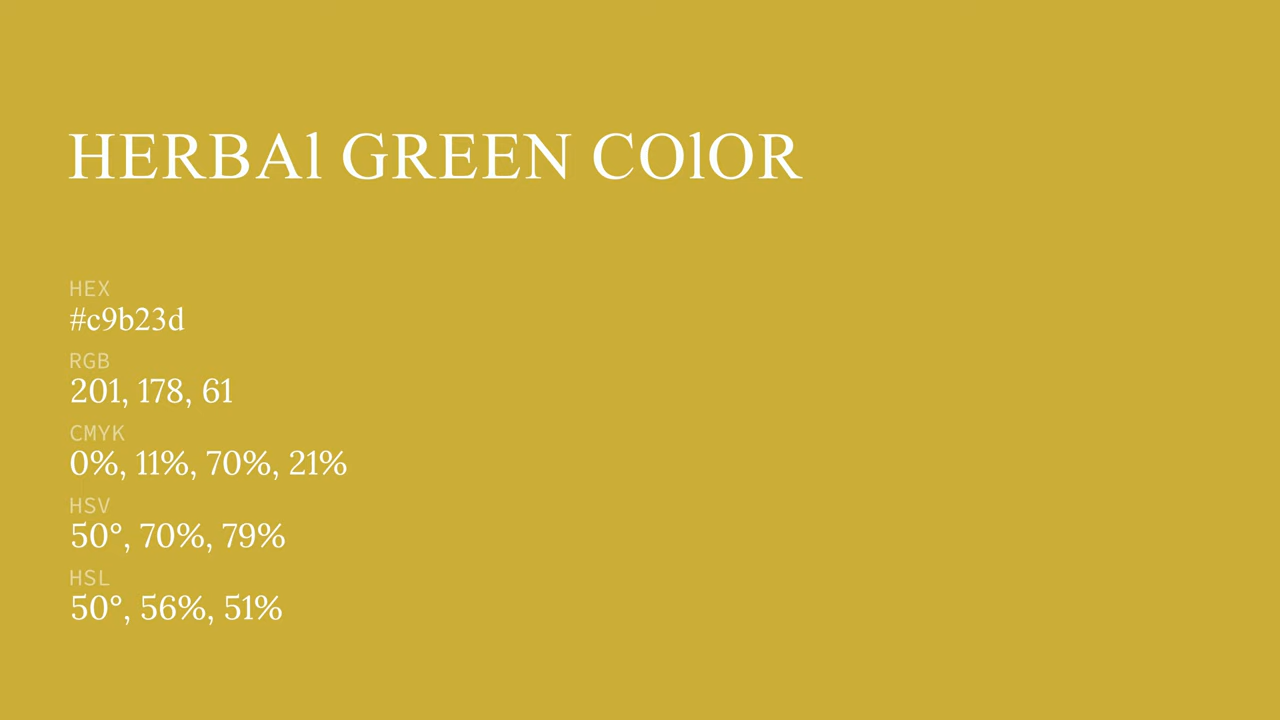 HERBAl GREEN COlOR
HEX
#c9b23d
RGB
201, 178, 61
CMYK
0%, 11%, 70%, 21%
HSV
50°, 70%, 79%
HSL
50°, 56%, 51%